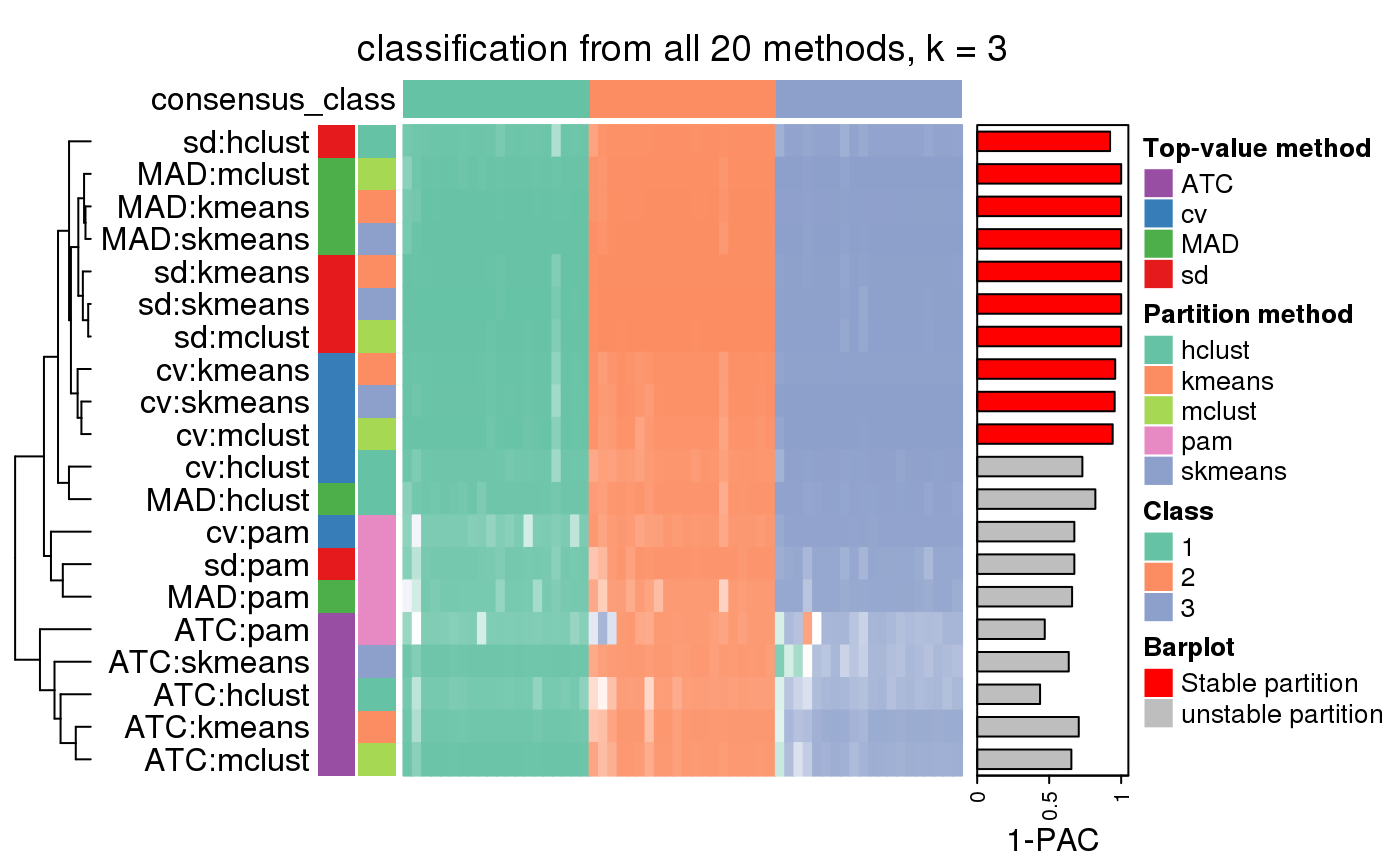 classification from all 20 methods, k = 3
consensus_class
sd:hclust
MAD:mclust
MAD:kmeans
MAD:skmeans
sd:kmeans
sd:skmeans
sd:mclust
cv:kmeans
cv:skmeans
cv:mclust
cv:hclust
MAD:hclust
cv:pam
sd:pam
MAD:pam
ATC:pam
ATC:skmeans
ATC:hclust
ATC:kmeans
ATC:mclust
0
0.5
1
1-PAC
Top-value method
ATC
cv
MAD
sd
Partition method
hclust
kmeans
mclust
pam
skmeans
Class
1
2
3
Barplot
Stable partition
unstable partition